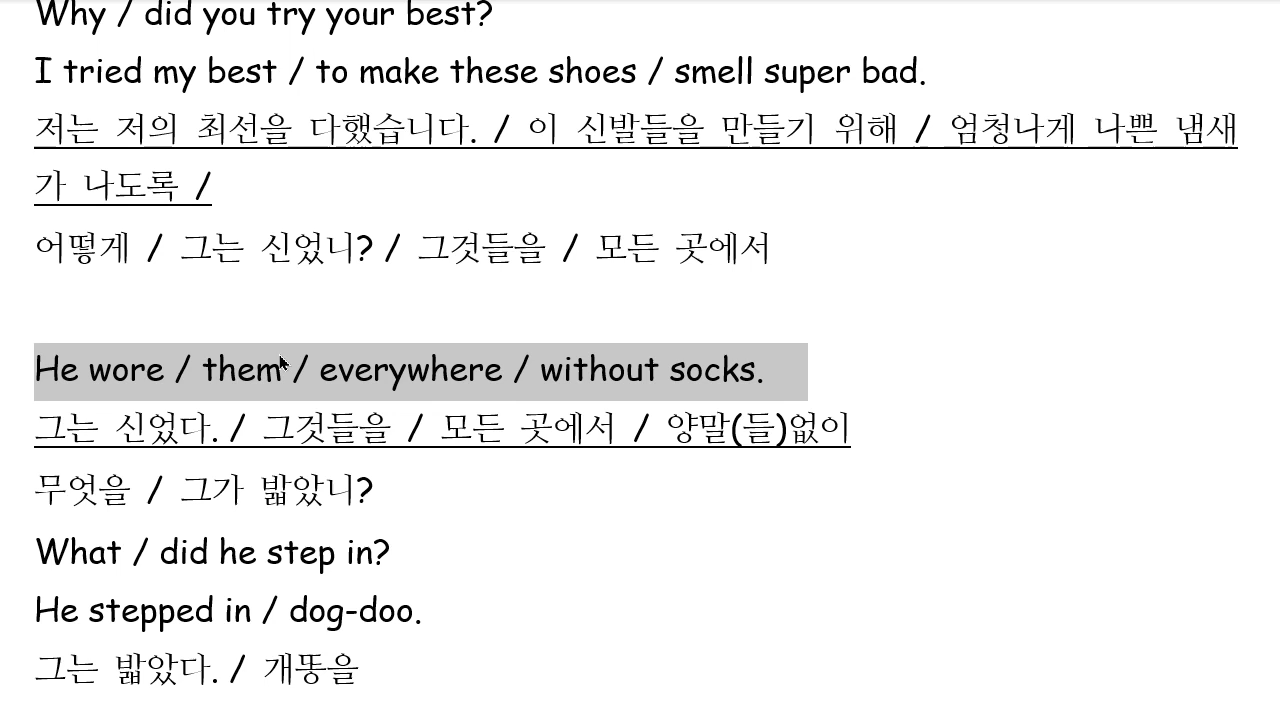 Why / did you try your best?
I tried my best / to make these shoes / smell super bad.
저는 저의 최선을 다했습니다. / 이 신발들을 만들기 위해 / 엄청나게 나쁜 냄새
가 나도록 /
어떻게 / 그는 신었니? / 그것들을 / 모든 곳에서
He wore / them / everywhere / without socks.
그는 신었다. / 그것들을 / 모든 곳에서 / 양말(들)없이
무엇을 / 그가 밟았니?
What / did he step in?
He stepped in / dog-doo.
그는 밟았다. / 개똥을